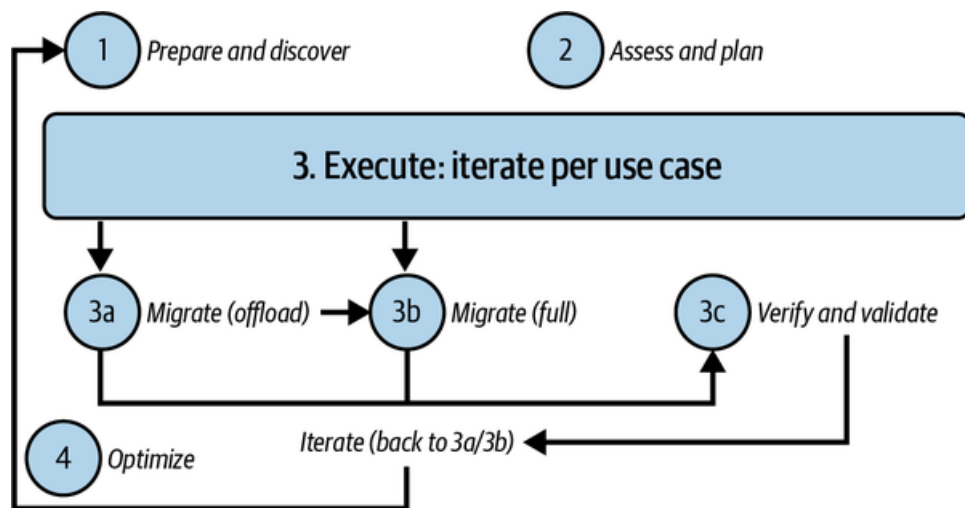 1 Prepare and discover
2 Assess and plan
3. Execute: iterate per use case
3a Migrate (offload)
3b Migrate (full)
3c Verify and validate
Iterate (back to 3a/3b)
4 Optimize